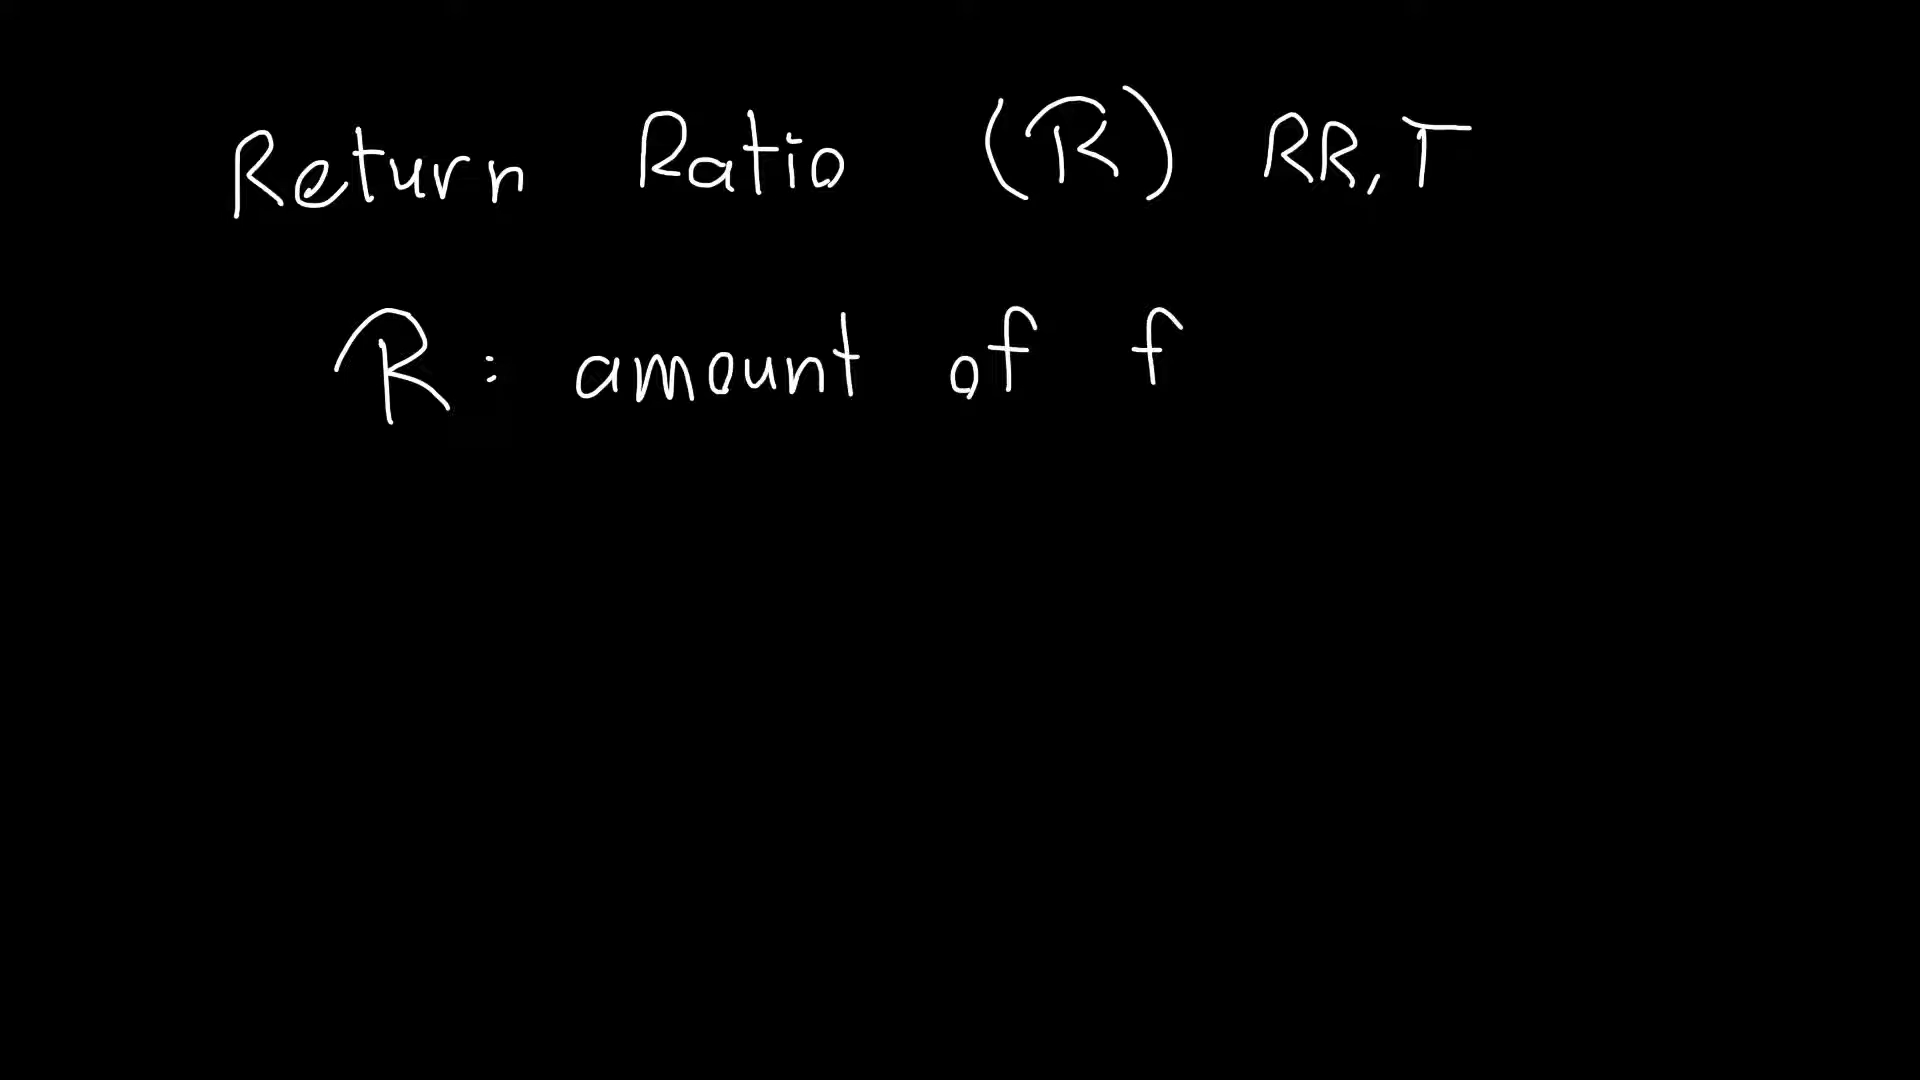 Return Ratio (R) RR, T
R: amount of f